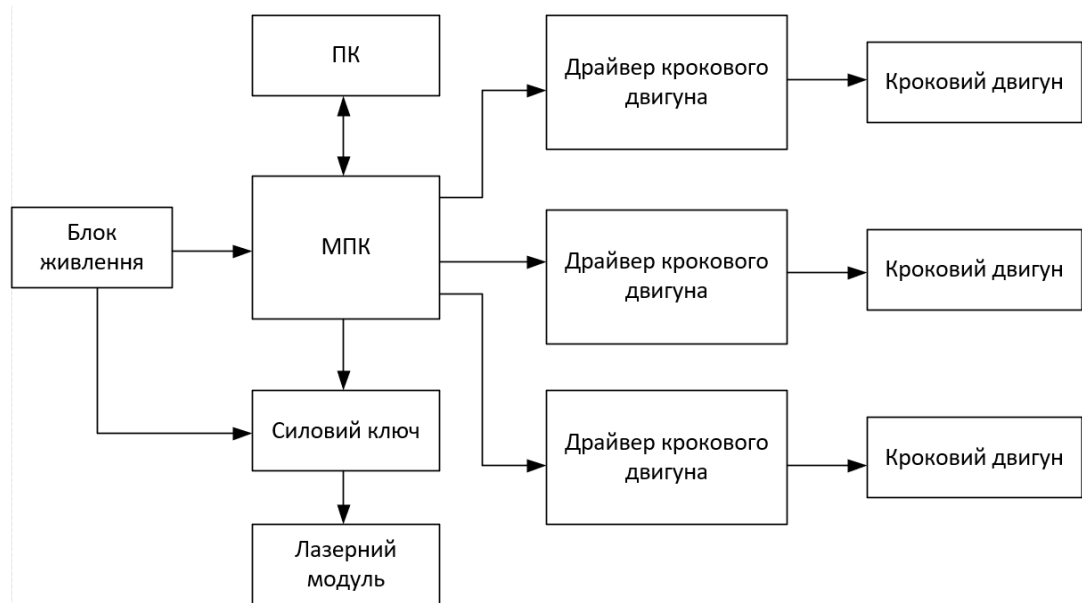 ПК
Драйвер крокового
двигуна
Кроковий двигун
Блок
живлення
МПК
Драйвер крокового
двигуна
Кроковий двигун
Силовий ключ
Драйвер крокового
двигуна
Кроковий двигун
Лазерний
модуль